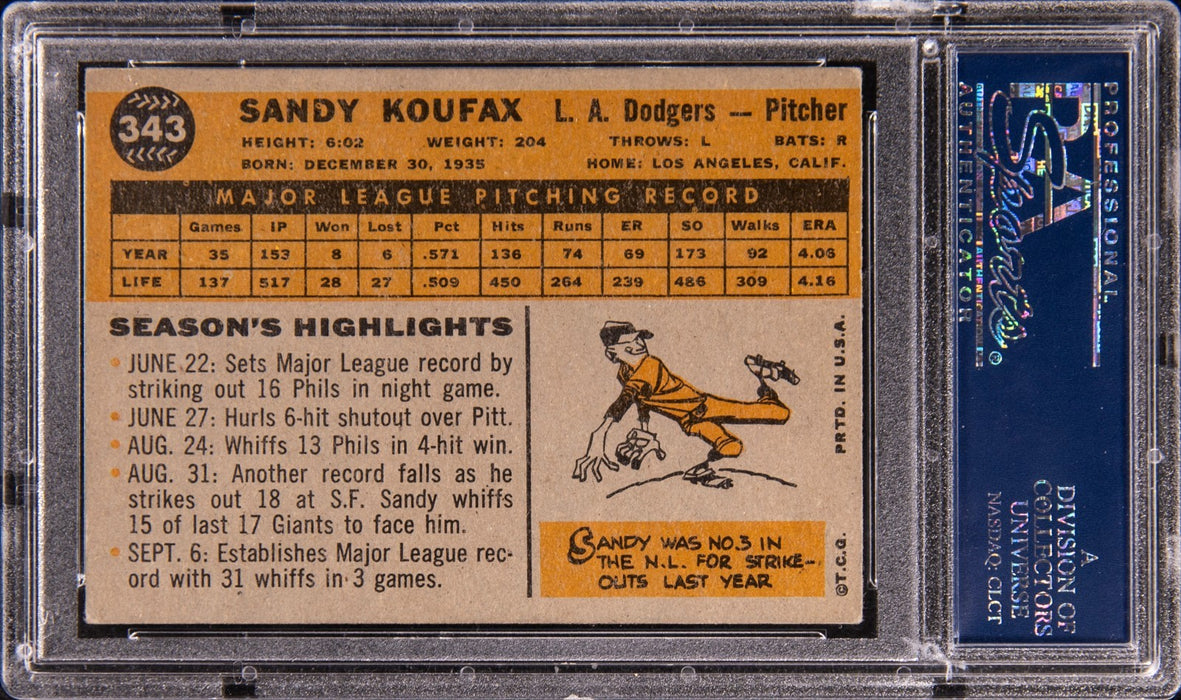 343
SANDY KOUFAX L. A. Dodgers — Pitcher
HEIGHT: 6:02 WEIGHT: 204 THROWS: L BATS: R
BORN: DECEMBER 30, 1935 HOME: LOS ANGELES, CALIF.
MAJOR LEAGUE PITCHING RECORD
Games IP Won Lost Pct Hits Runs ER SO Walks ERA
YEAR 35 153 8 6 .571 136 74 69 173 92 4.06
LIFE 137 517 28 27 .509 450 264 239 486 309 4.16
SEASON'S HIGHLIGHTS
• JUNE 22: Sets Major League record by
striking out 16 Phils in night game.
• JUNE 27: Hurls 6-hit shutout over Pitt.
• AUG. 24: Whiffs 13 Phils in 4-hit win.
• AUG. 31: Another record falls as he
strikes out 18 at S.F. Sandy whiffs
15 of last 17 Giants to face him.
• SEPT. 6: Establishes Major League rec-
ord with 31 whiffs in 3 games.
SANDY WAS NO.3 IN
THE N.L. FOR STRIKE-
OUTS LAST YEAR
PRTD. IN U.S.A.
©T.C.G.
PROFESSIONAL
PSA
Sports
AUTHENTICATOR
®
A
DIVISION OF
COLLECTORS
UNIVERSE
NASDAQ: CLCT